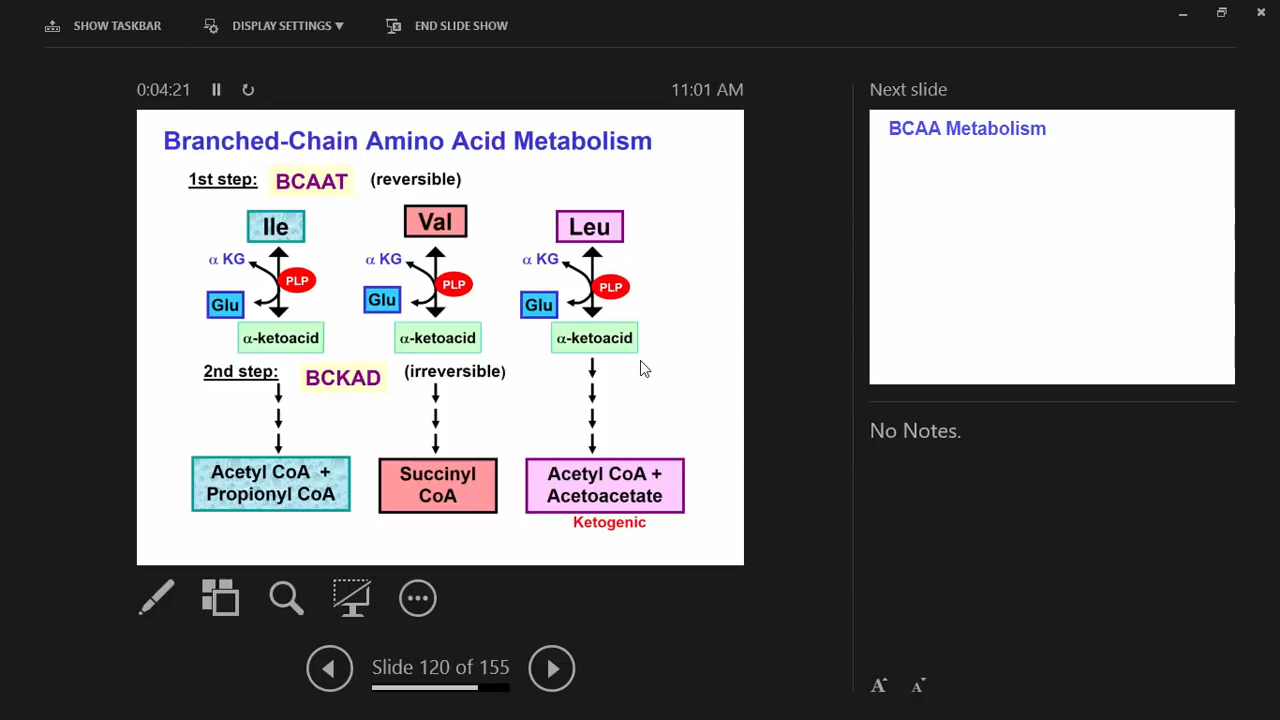 SHOW TASKBAR DISPLAY SETTINGS ▼ END SLIDE SHOW
0:04:21 11:01 AM
Branched-Chain Amino Acid Metabolism
1st step: BCAAT (reversible)
Ile Val Leu
α KG α KG α KG
PLP PLP PLP
Glu Glu Glu
α-ketoacid α-ketoacid α-ketoacid
2nd step: BCKAD (irreversible)
Acetyl CoA +
Propionyl CoA
Succinyl
CoA
Acetyl CoA +
Acetoacetate
Ketogenic
Slide 120 of 155
Next slide
BCAA Metabolism
No Notes.
A A